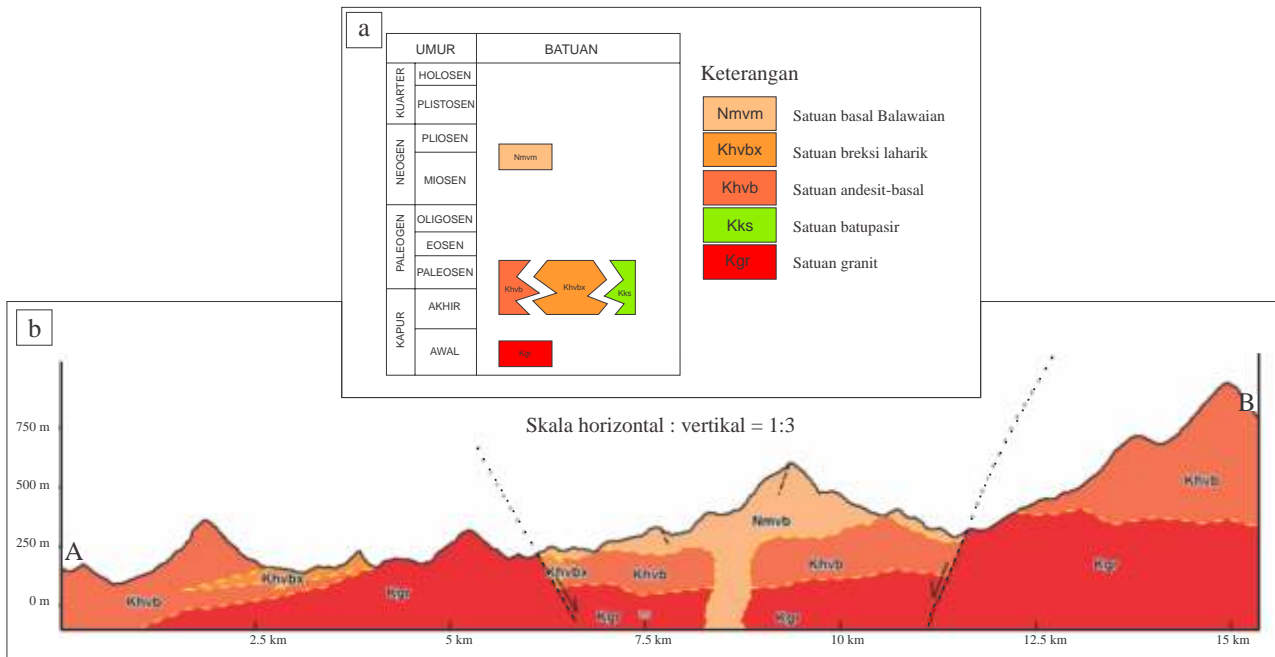 a
UMUR BATUAN
KUARTER
HOLOSEN
PLISTOSEN
NEOGEN
PLIOSEN
MIOSEN
Nmvm
PALEOGEN
OLIGOSEN
EOSEN
PALEOSEN
KAPUR
AKHIR
AWAL
Khvb Khvbx Kks
Kgr
Keterangan
Nmvm Satuan basal Balawaian
Khvbx Satuan breksi laharik
Khvb Satuan andesit-basal
Kks Satuan batupasir
Kgr Satuan granit
b
Skala horizontal : vertikal = 1:3
750 m
500 m
250 m
0 m
A
B
Khvb
Khvbx
Kgr
Khvbx
Khvb
Nmvb
Khvb
Khvb
Kgr
Kgr
Kgr
2.5 km 5 km 7.5 km 10 km 12.5 km 15 km